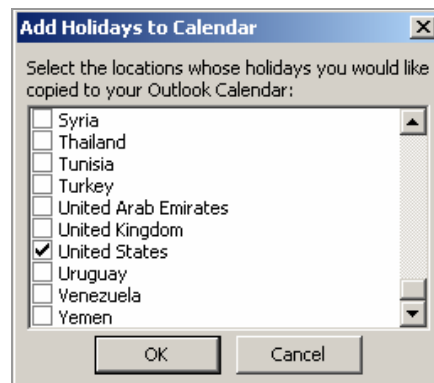 Add Holidays to Calendar
Select the locations whose holidays you would like
copied to your Outlook Calendar:
Syria
Thailand
Tunisia
Turkey
United Arab Emirates
United Kingdom
United States
Uruguay
Venezuela
Yemen
OK Cancel